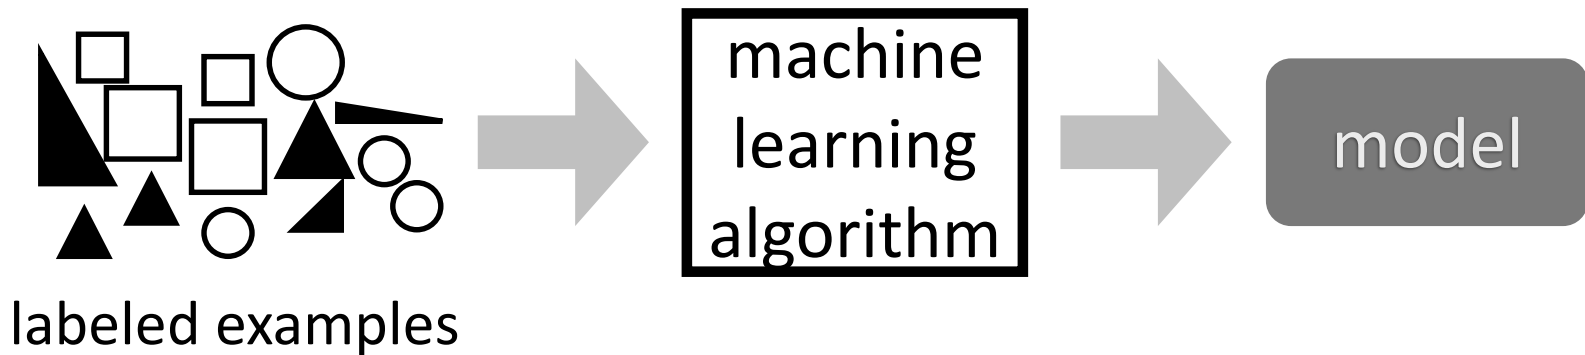 machine
learning
algorithm
model
labeled examples